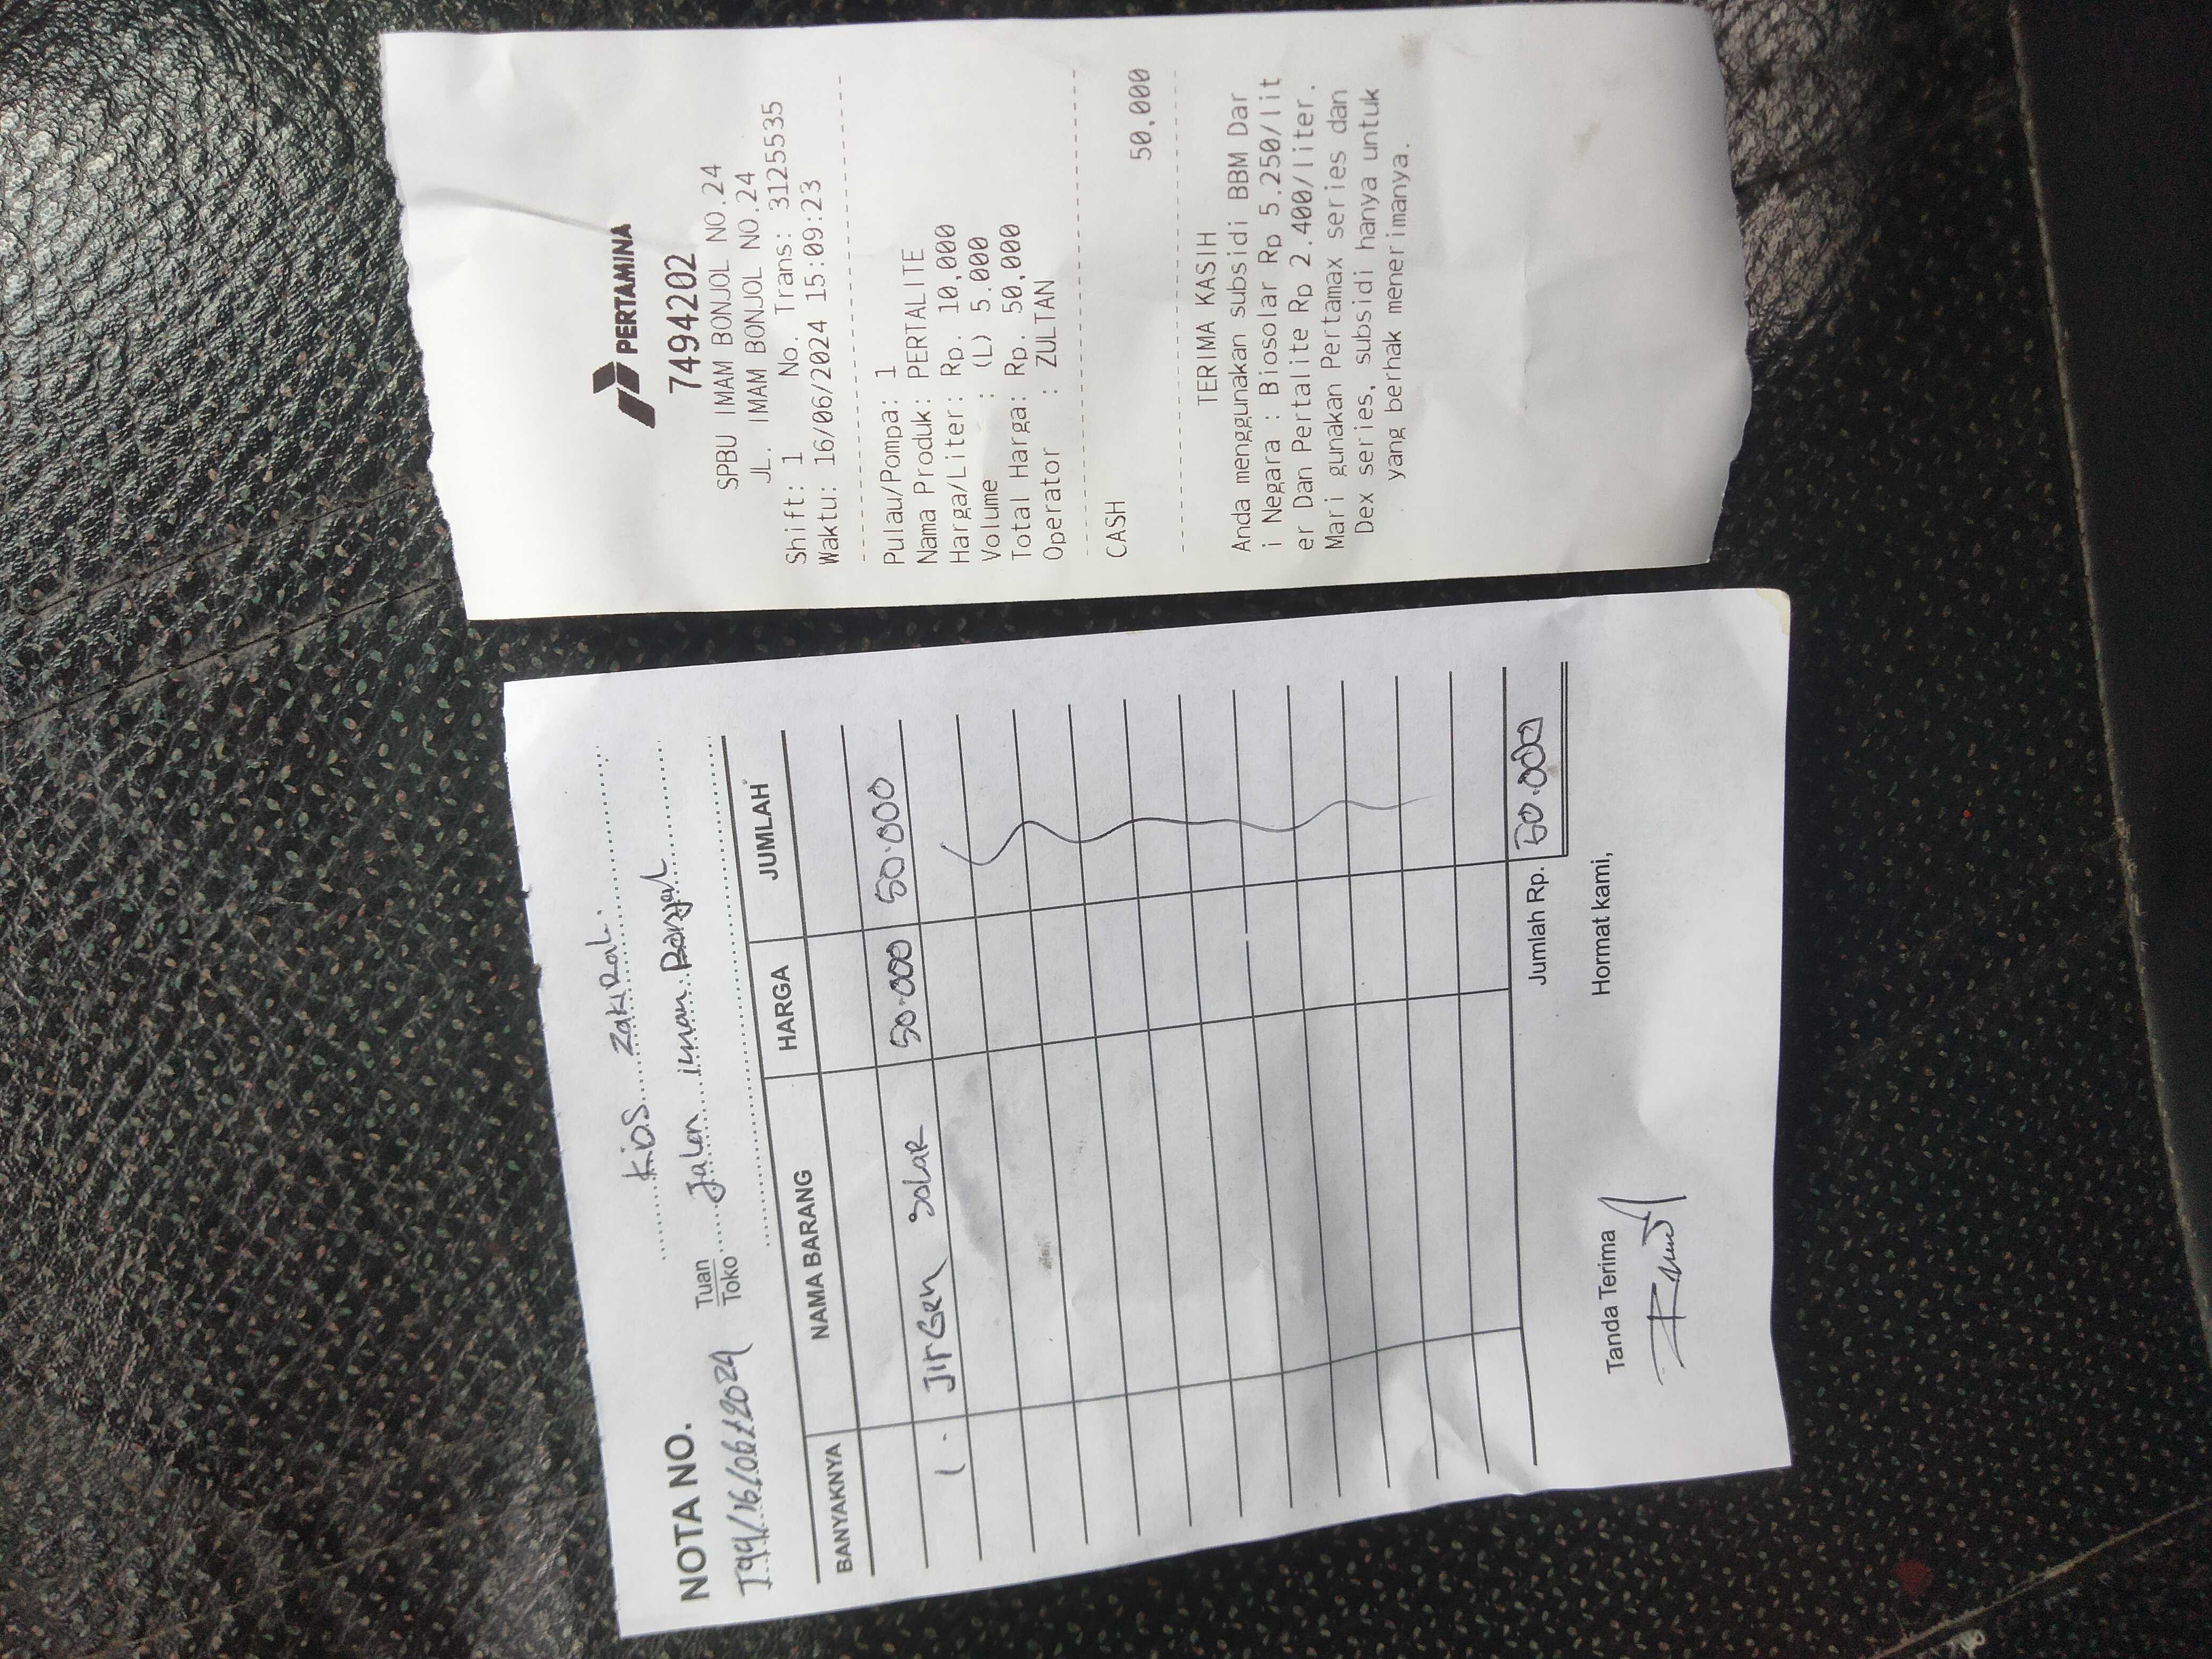 PERTAMINA
7494202
SPBU IMAM BONJOL NO.24
JL. IMAM BONJOL NO.24
Shift: 1 No. Trans: 3125535
Waktu: 16/06/2024 15:09:23
Pulau/Pompa: 1
Nama Produk: PERTALITE
Harga/Liter: Rp. 10,000
Volume : (L) 5.000
Total Harga: Rp. 50,000
Operator : ZULTAN
CASH 50,000
TERIMA KASIH
Anda menggunakan subsidi BBM Dar
i Negara : Biosolar Rp 5.250/lit
er Dan Pertalite Rp 2.400/liter.
Mari gunakan Pertamax series dan
Dex series, subsidi hanya untuk
yang berhak menerimanya.
Kios
NOTA NO.
Tuan
Toko
Jalan imam
/16/06/2024
BANYAKNYA NAMA BARANG HARGA JUMLAH
1. Jirgen Solar 50.000 50.000
Jumlah Rp. 50.000
Tanda Terima Hormat kami,